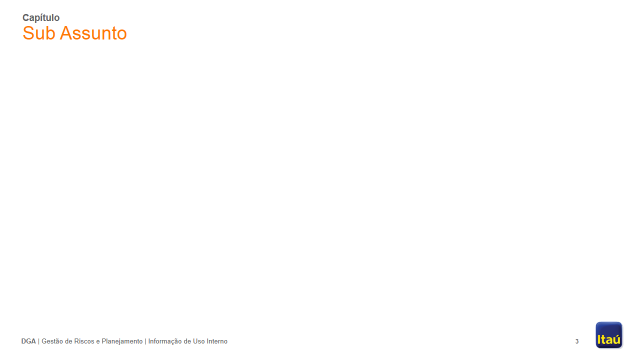 Capítulo
Sub Assunto
DGA | Gestão de Riscos e Planejamento | Informação de Uso Interno
3
Itaú